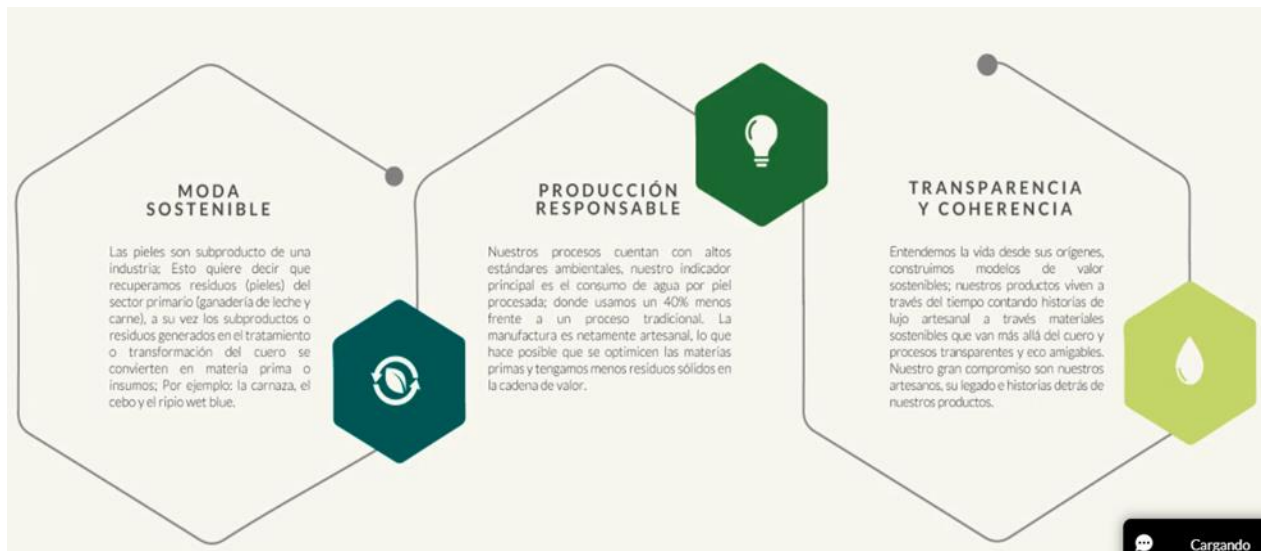 MODA
SOSTENIBLE
Las pieles son subproducto de una
industria; Esto quiere decir que
recuperamos residuos (pieles) del
sector primario (ganadería de leche y
carne), a su vez los subproductos o
residuos generados en el tratamiento
o transformación del cuero se
convierten en materia prima o
insumos; Por ejemplo: la carnaza, el
cebo y el ripio wet blue.
PRODUCCIÓN
RESPONSABLE
Nuestros procesos cuentan con altos
estándares ambientales, nuestro indicador
principal es el consumo de agua por piel
procesada; donde usamos un 40% menos
frente a un proceso tradicional. La
manufactura es netamente artesanal, lo que
hace posible que se optimicen las materias
primas y tengamos menos residuos sólidos en
la cadena de valor.
TRANSPARENCIA
Y COHERENCIA
Entendemos la vida desde sus orígenes,
construimos modelos de valor
sostenibles; nuestros productos viven a
través del tiempo contando historias de
lujo artesanal a través materiales
sostenibles que van más allá del cuero y
procesos transparentes y eco amigables.
Nuestro gran compromiso son nuestros
artesanos, su legado e historias detrás de
nuestros productos.
Cargando